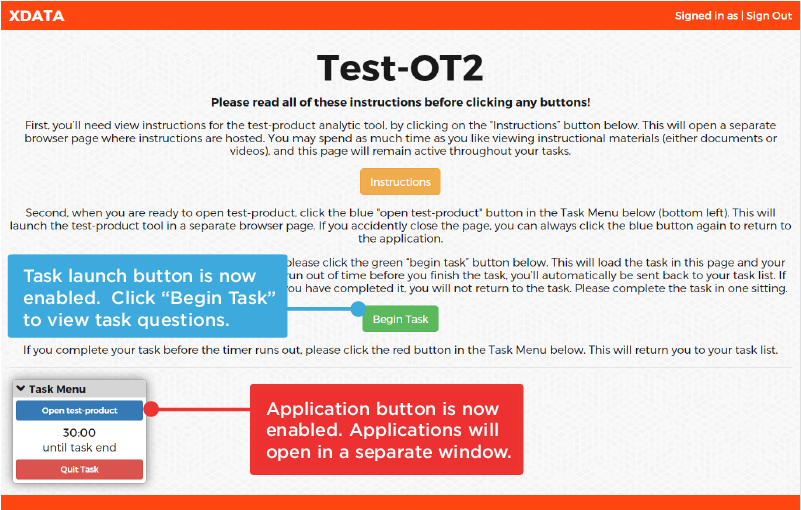 XDATA
Signed in as | Sign Out
Test-OT2
Please read all of these instructions before clicking any buttons!
First, you'll need view instructions for the test-product analytic tool, by clicking on the "Instructions" button below. This will open a separate
browser page where instructions are hosted. You may spend as much time as you like viewing instructional materials (either documents or
videos), and this page will remain active throughout your tasks.
Instructions
Second, when you are ready to open test-product, click the blue "open test-product" button in the Task Menu below (bottom left). This will
launch the test-product tool in a separate browser page. If you accidently close the page, you can always click the blue button again to return to
the application.
please click the green "begin task" button below. This will load the task in this page and your
run out of time before you finish the task, you'll automatically be sent back to your task list. If
you have completed it, you will not return to the task. Please complete the task in one sitting.
Task launch button is now
enabled. Click “Begin Task”
to view task questions.
Begin Task
If you complete your task before the timer runs out, please click the red button in the Task Menu below. This will return you to your task list.
Task Menu
Open test-product
30:00
until task end
Quit Task
Application button is now
enabled. Applications will
open in a separate window.